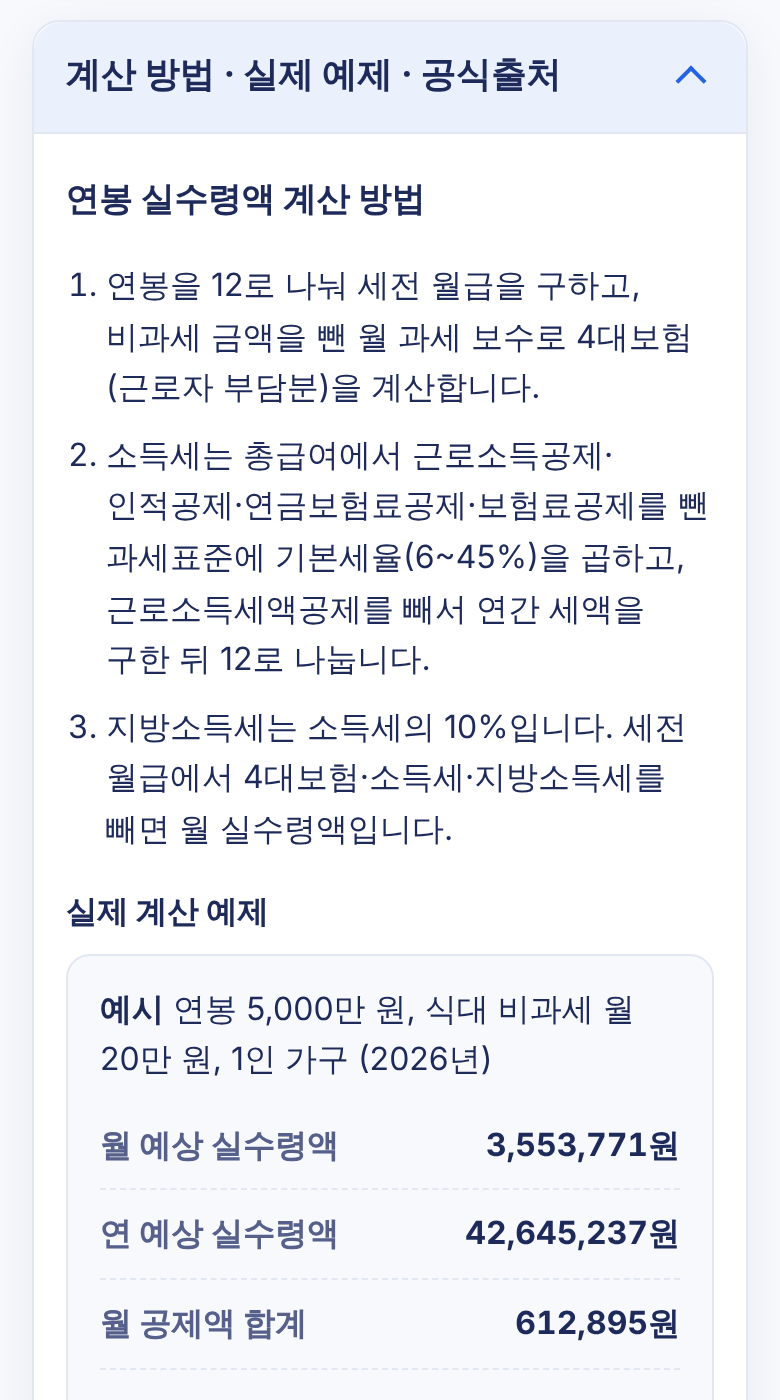 계산 방법 · 실제 예제 · 공식출처
연봉 실수령액 계산 방법
1. 연봉을 12로 나눠 세전 월급을 구하고,
비과세 금액을 뺀 월 과세 보수로 4대보험
(근로자 부담분)을 계산합니다.
2. 소득세는 총급여에서 근로소득공제·
인적공제·연금보험료공제·보험료공제를 뺀
과세표준에 기본세율(6~45%)을 곱하고,
근로소득세액공제를 빼서 연간 세액을
구한 뒤 12로 나눕니다.
3. 지방소득세는 소득세의 10%입니다. 세전
월급에서 4대보험·소득세·지방소득세를
빼면 월 실수령액입니다.
실제 계산 예제
예시 연봉 5,000만 원, 식대 비과세 월
20만 원, 1인 가구 (2026년)
월 예상 실수령액 3,553,771원
연 예상 실수령액 42,645,237원
월 공제액 합계 612,895원